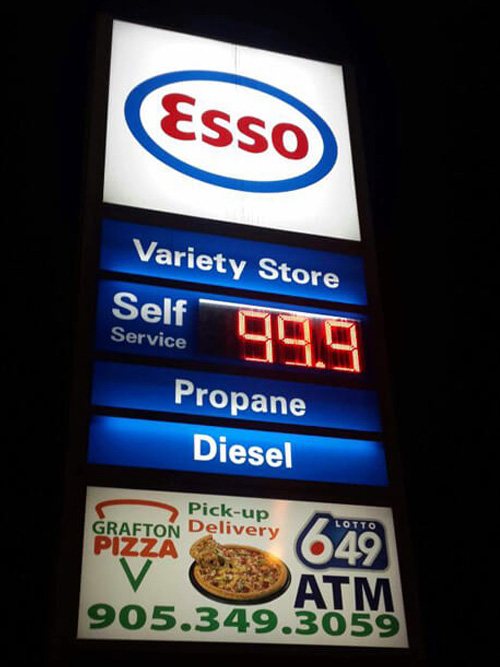 Esso
Variety Store
Self
Service
99.9
Propane
Diesel
GRAFTON
PIZZA
Pick-up
Delivery
LOTTO
649
ATM
905.349.3059